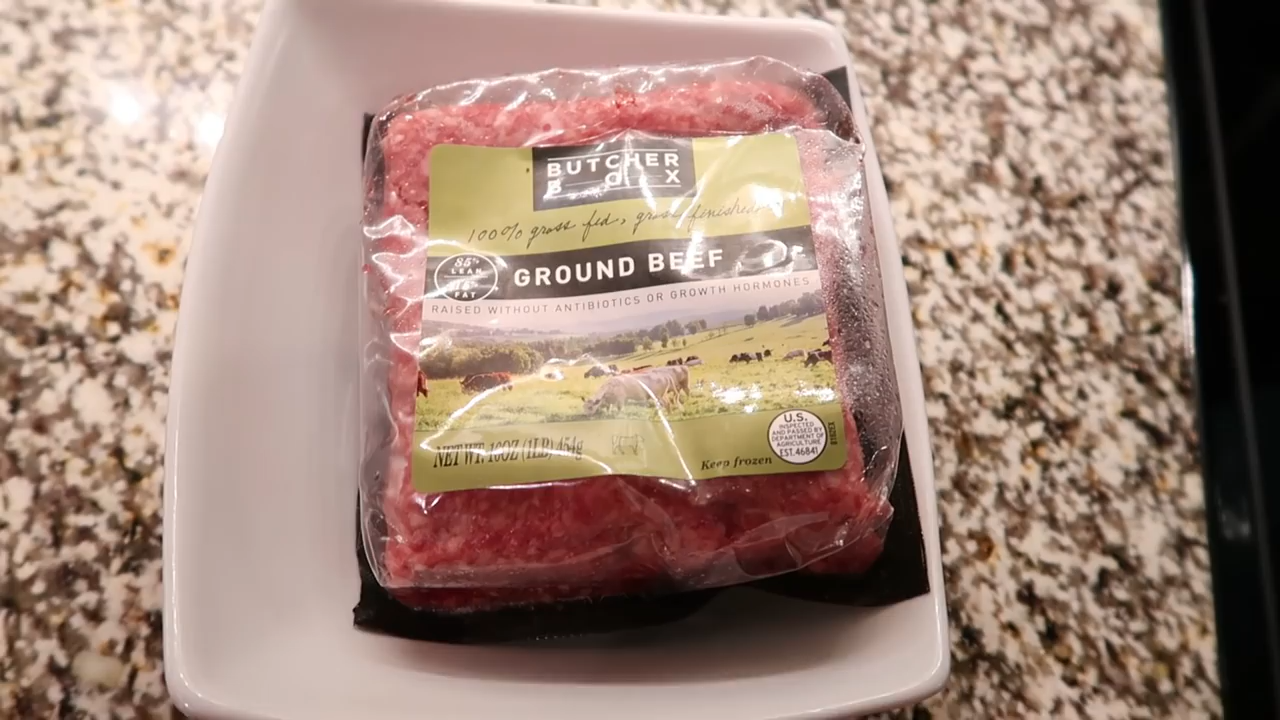 BUTCHER
BOX
100% grass fed, grass finished
85%
LEAN
FAT
GROUND BEEF
RAISED WITHOUT ANTIBIOTICS OR GROWTH HORMONES
NET WT. 16OZ (1LB) 454g
Keep frozen
U.S.
INSPECTED
AND PASSED BY
DEPARTMENT OF
AGRICULTURE
EST.46841